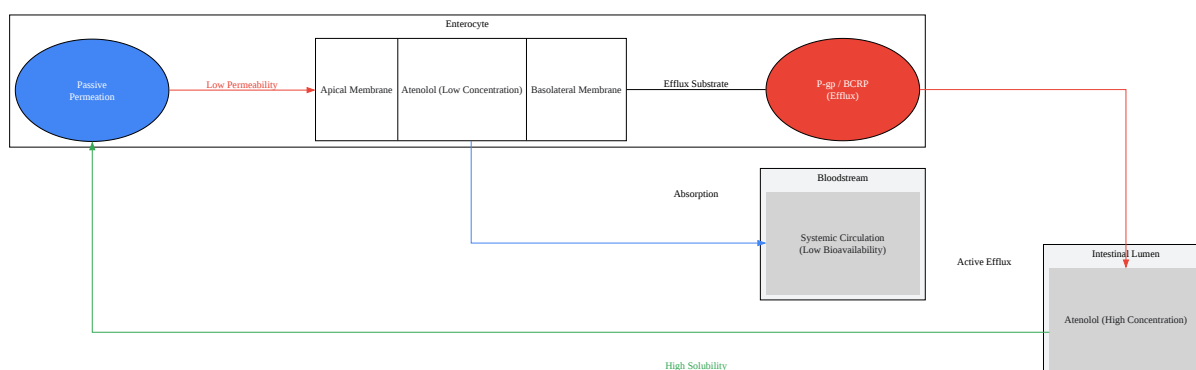 Enterocyte
Passive
Permeation
Low Permeability
Apical Membrane
Atenolol (Low Concentration)
Basolateral Membrane
Efflux Substrate
P-gp / BCRP
(Efflux)
Bloodstream
Absorption
Systemic Circulation
(Low Bioavailability)
Active Efflux
Intestinal Lumen
Atenolol (High Concentration)
High Solubility